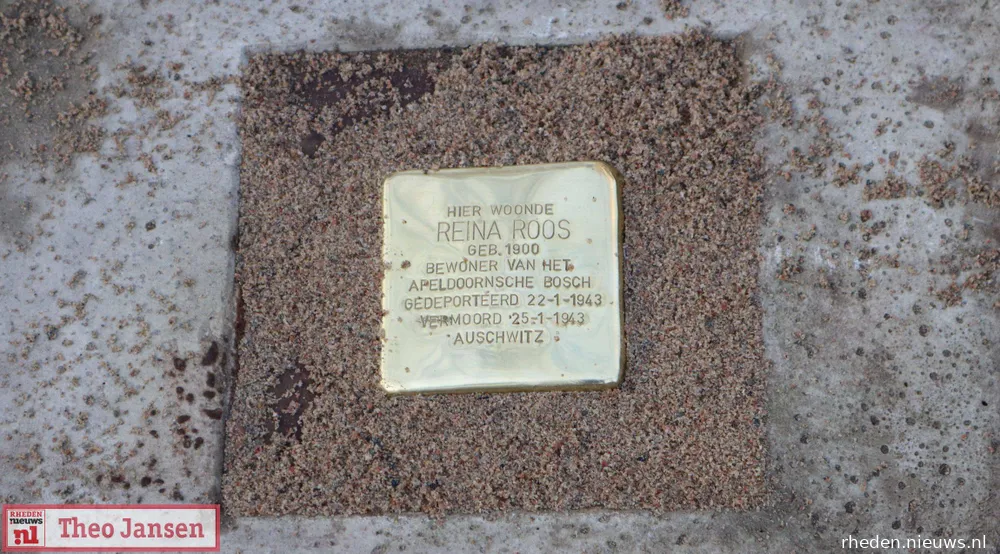 HIER WOONDE
REINA ROOS
GEB. 1900
BEWONER VAN HET
APELDOORNSCHE BOSCH
GEDEPORTEERD 22-1-1943
VERMOORD 25-1-1943
AUSCHWITZ
RHEDEN
nieuws
.nl
Theo Jansen
rheden.nieuws.nl